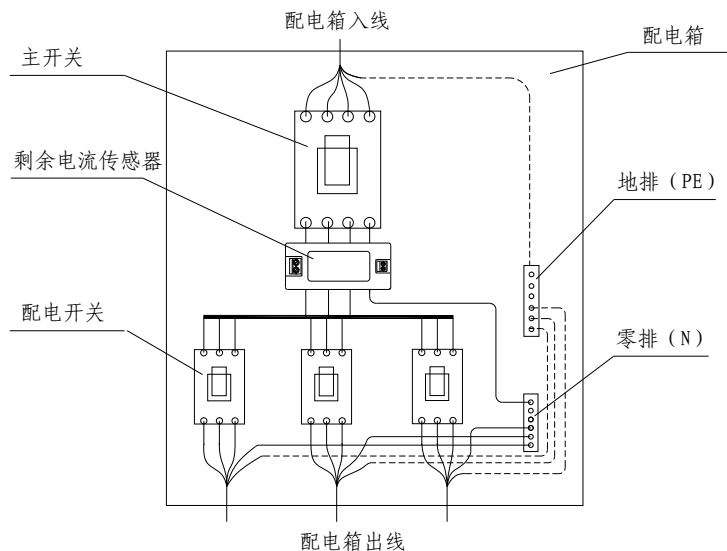 配电箱入线
主开关
配电箱
剩余电流传感器
地排（PE）
配电开关
零排（N）
配电箱出线